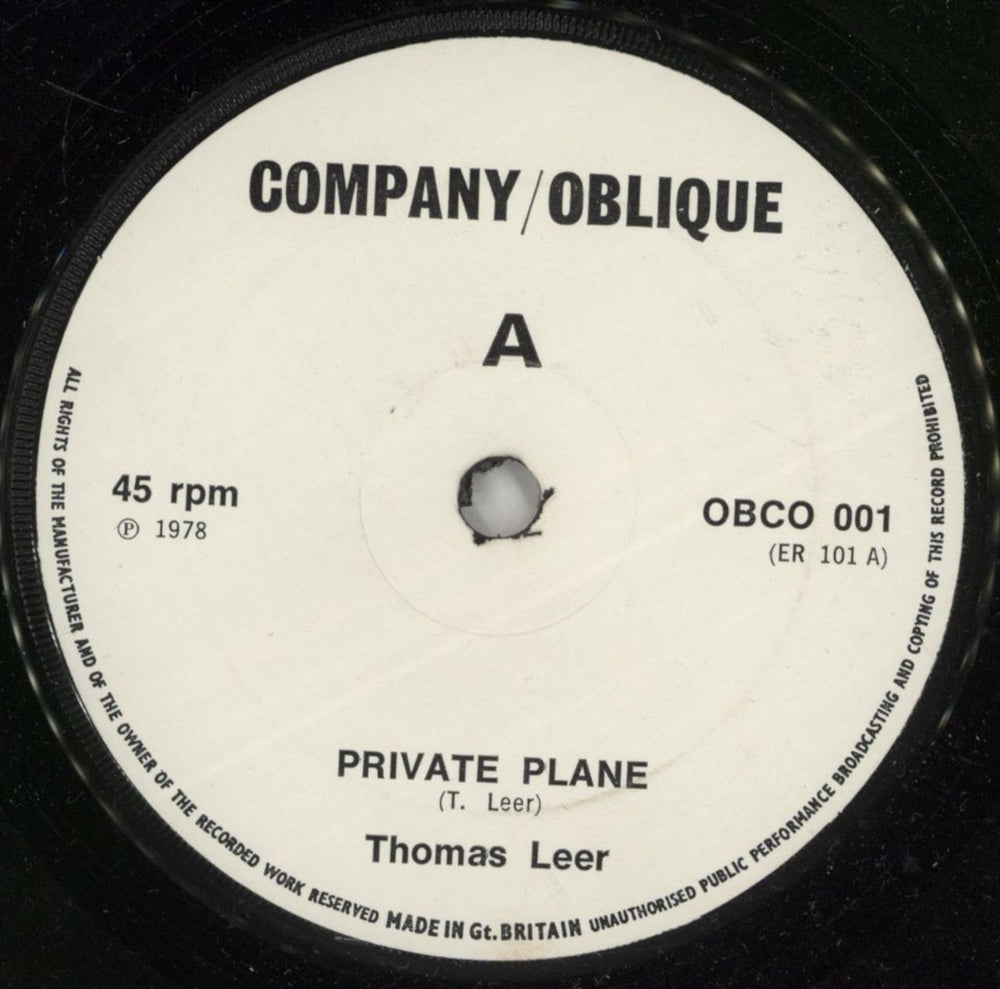 COMPANY/OBLIQUE
A
45 rpm
℗ 1978
OBCO 001
(ER 101 A)
PRIVATE PLANE
(T. Leer)
Thomas Leer
ALL RIGHTS OF THE MANUFACTURER AND OF THE OWNER OF THE RECORDED WORK RESERVED MADE IN Gt. BRITAIN UNAUTHORISED PUBLIC PERFORMANCE BROADCASTING AND COPYING OF THIS RECORD PROHIBITED